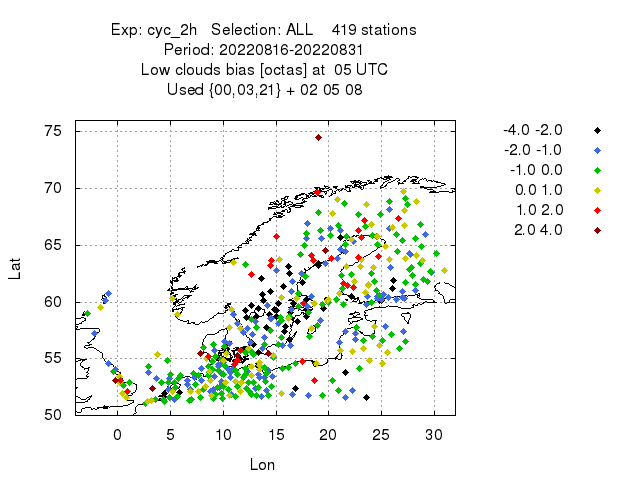 Exp: cyc_2h   Selection: ALL    419 stations
Period: 20220816-20220831
Low clouds bias [octas] at  05 UTC
Used {00,03,21} + 02 05 08
-4.0 -2.0
-2.0 -1.0
-1.0 0.0
0.0 1.0
1.0 2.0
2.0 4.0
75
70
65
60
55
50
Lat
0 5 10 15 20 25 30
Lon